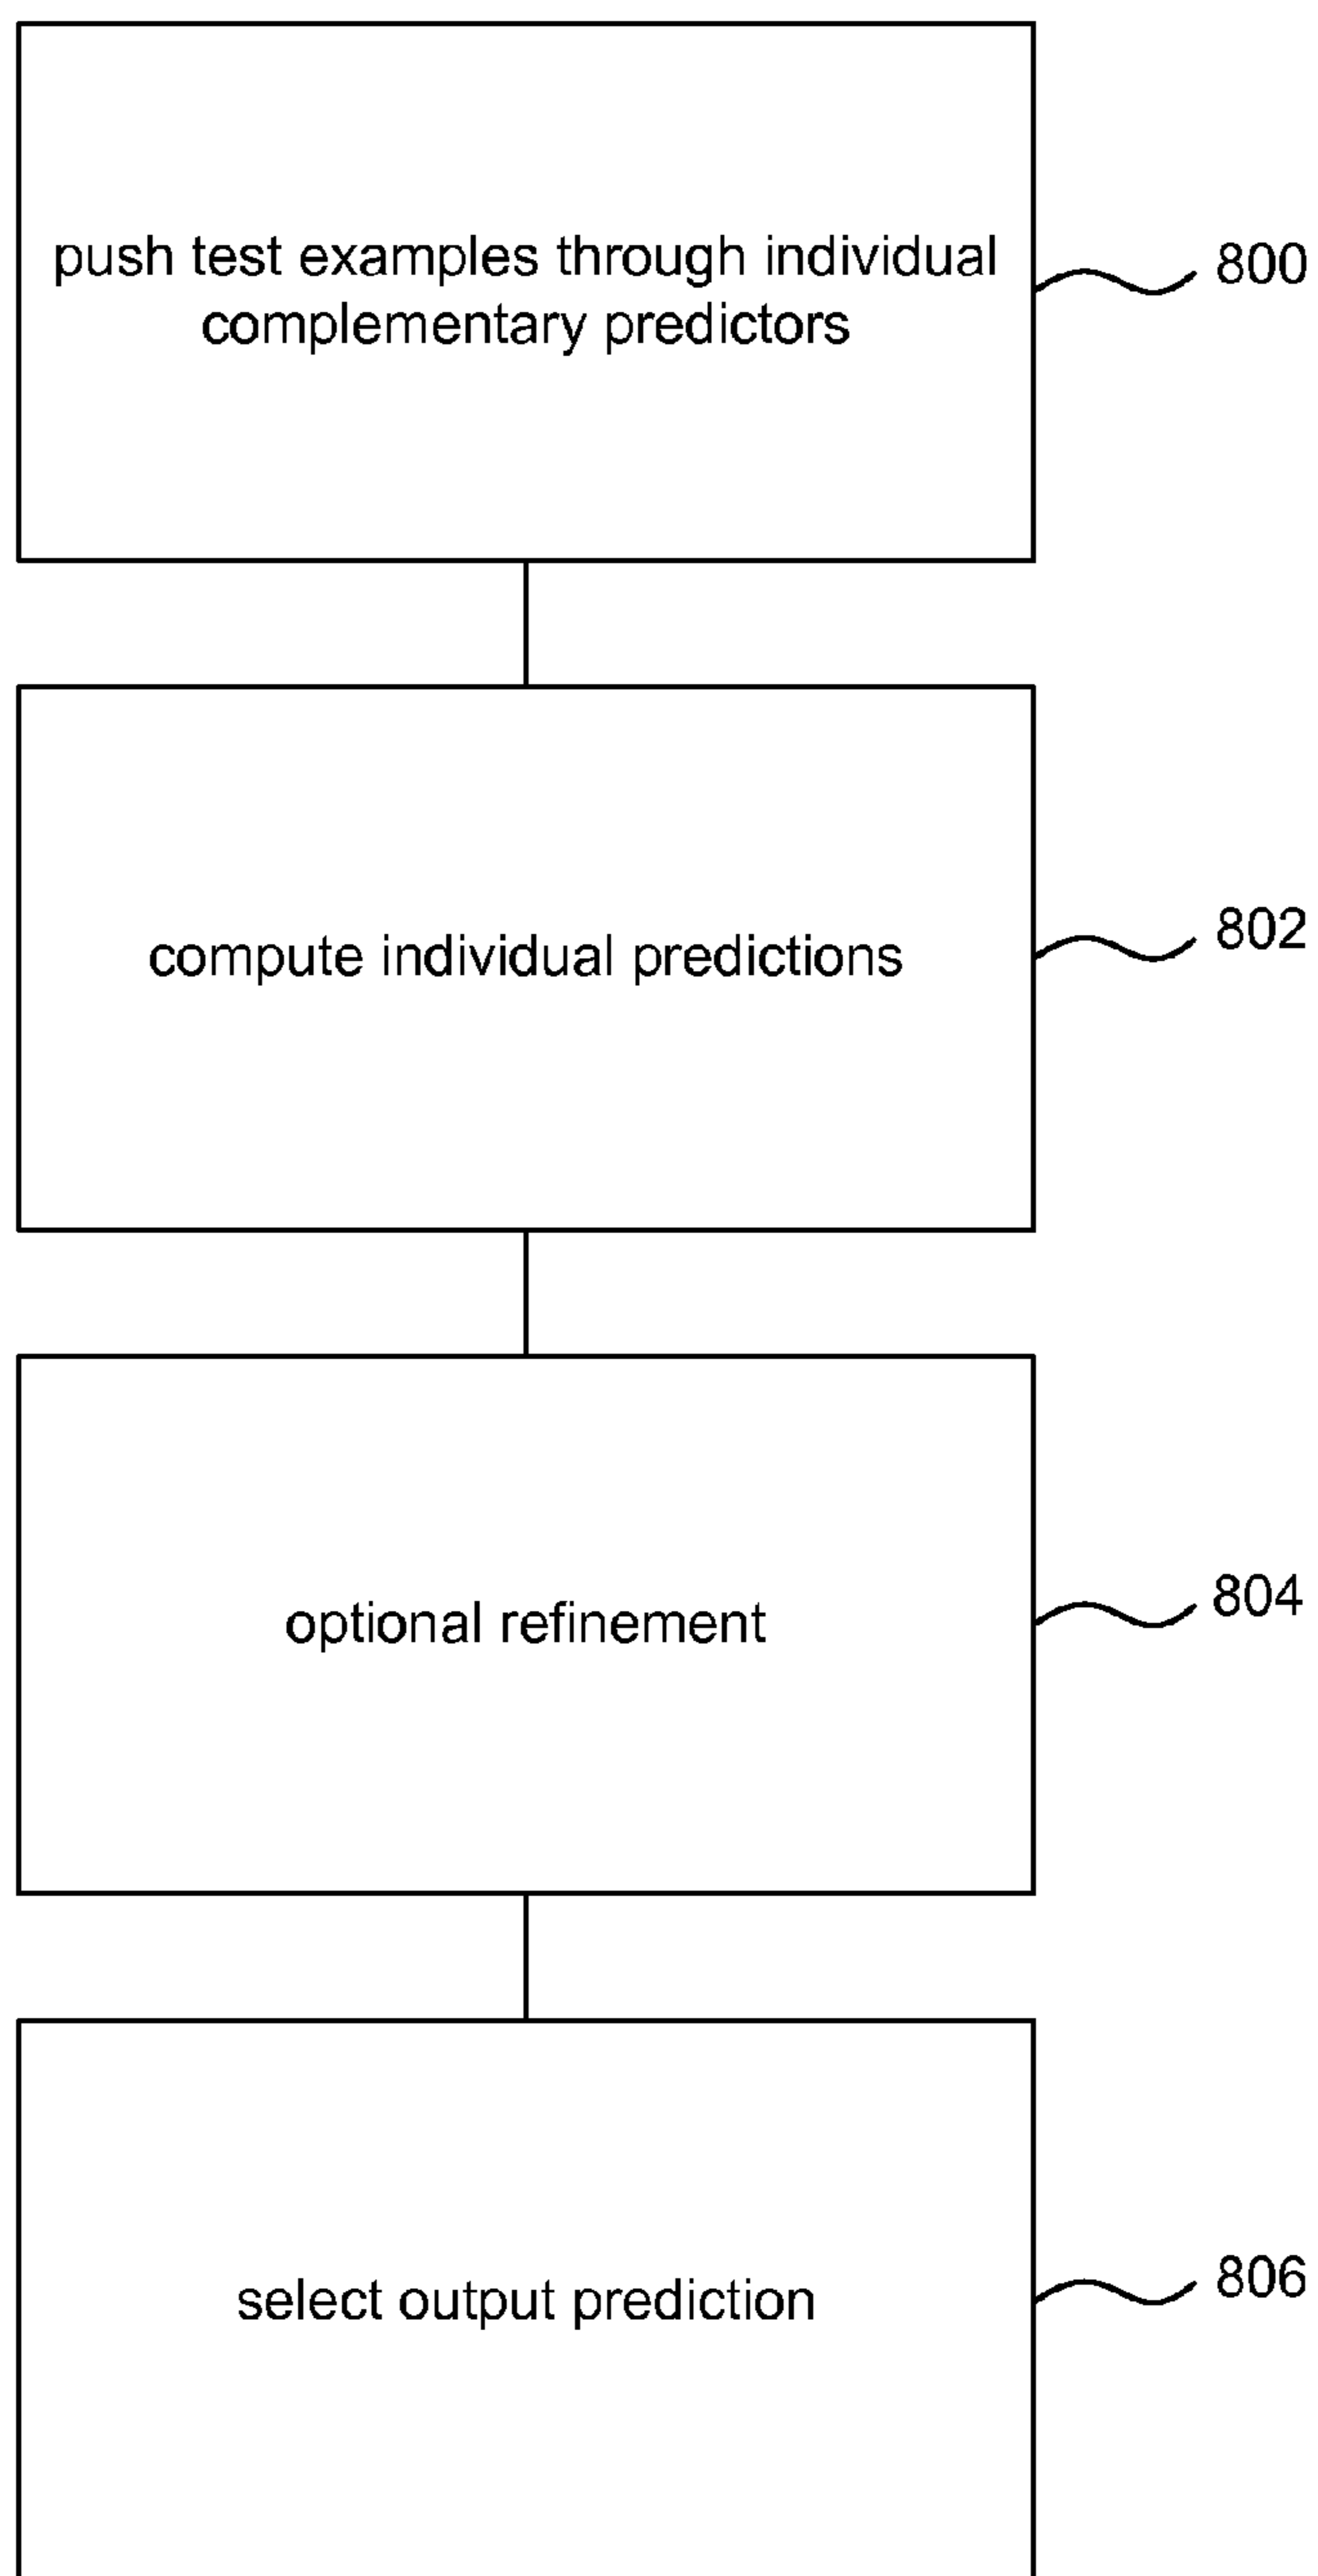 push test examples through individual
complementary predictors
800
compute individual predictions
802
optional refinement
804
select output prediction
806